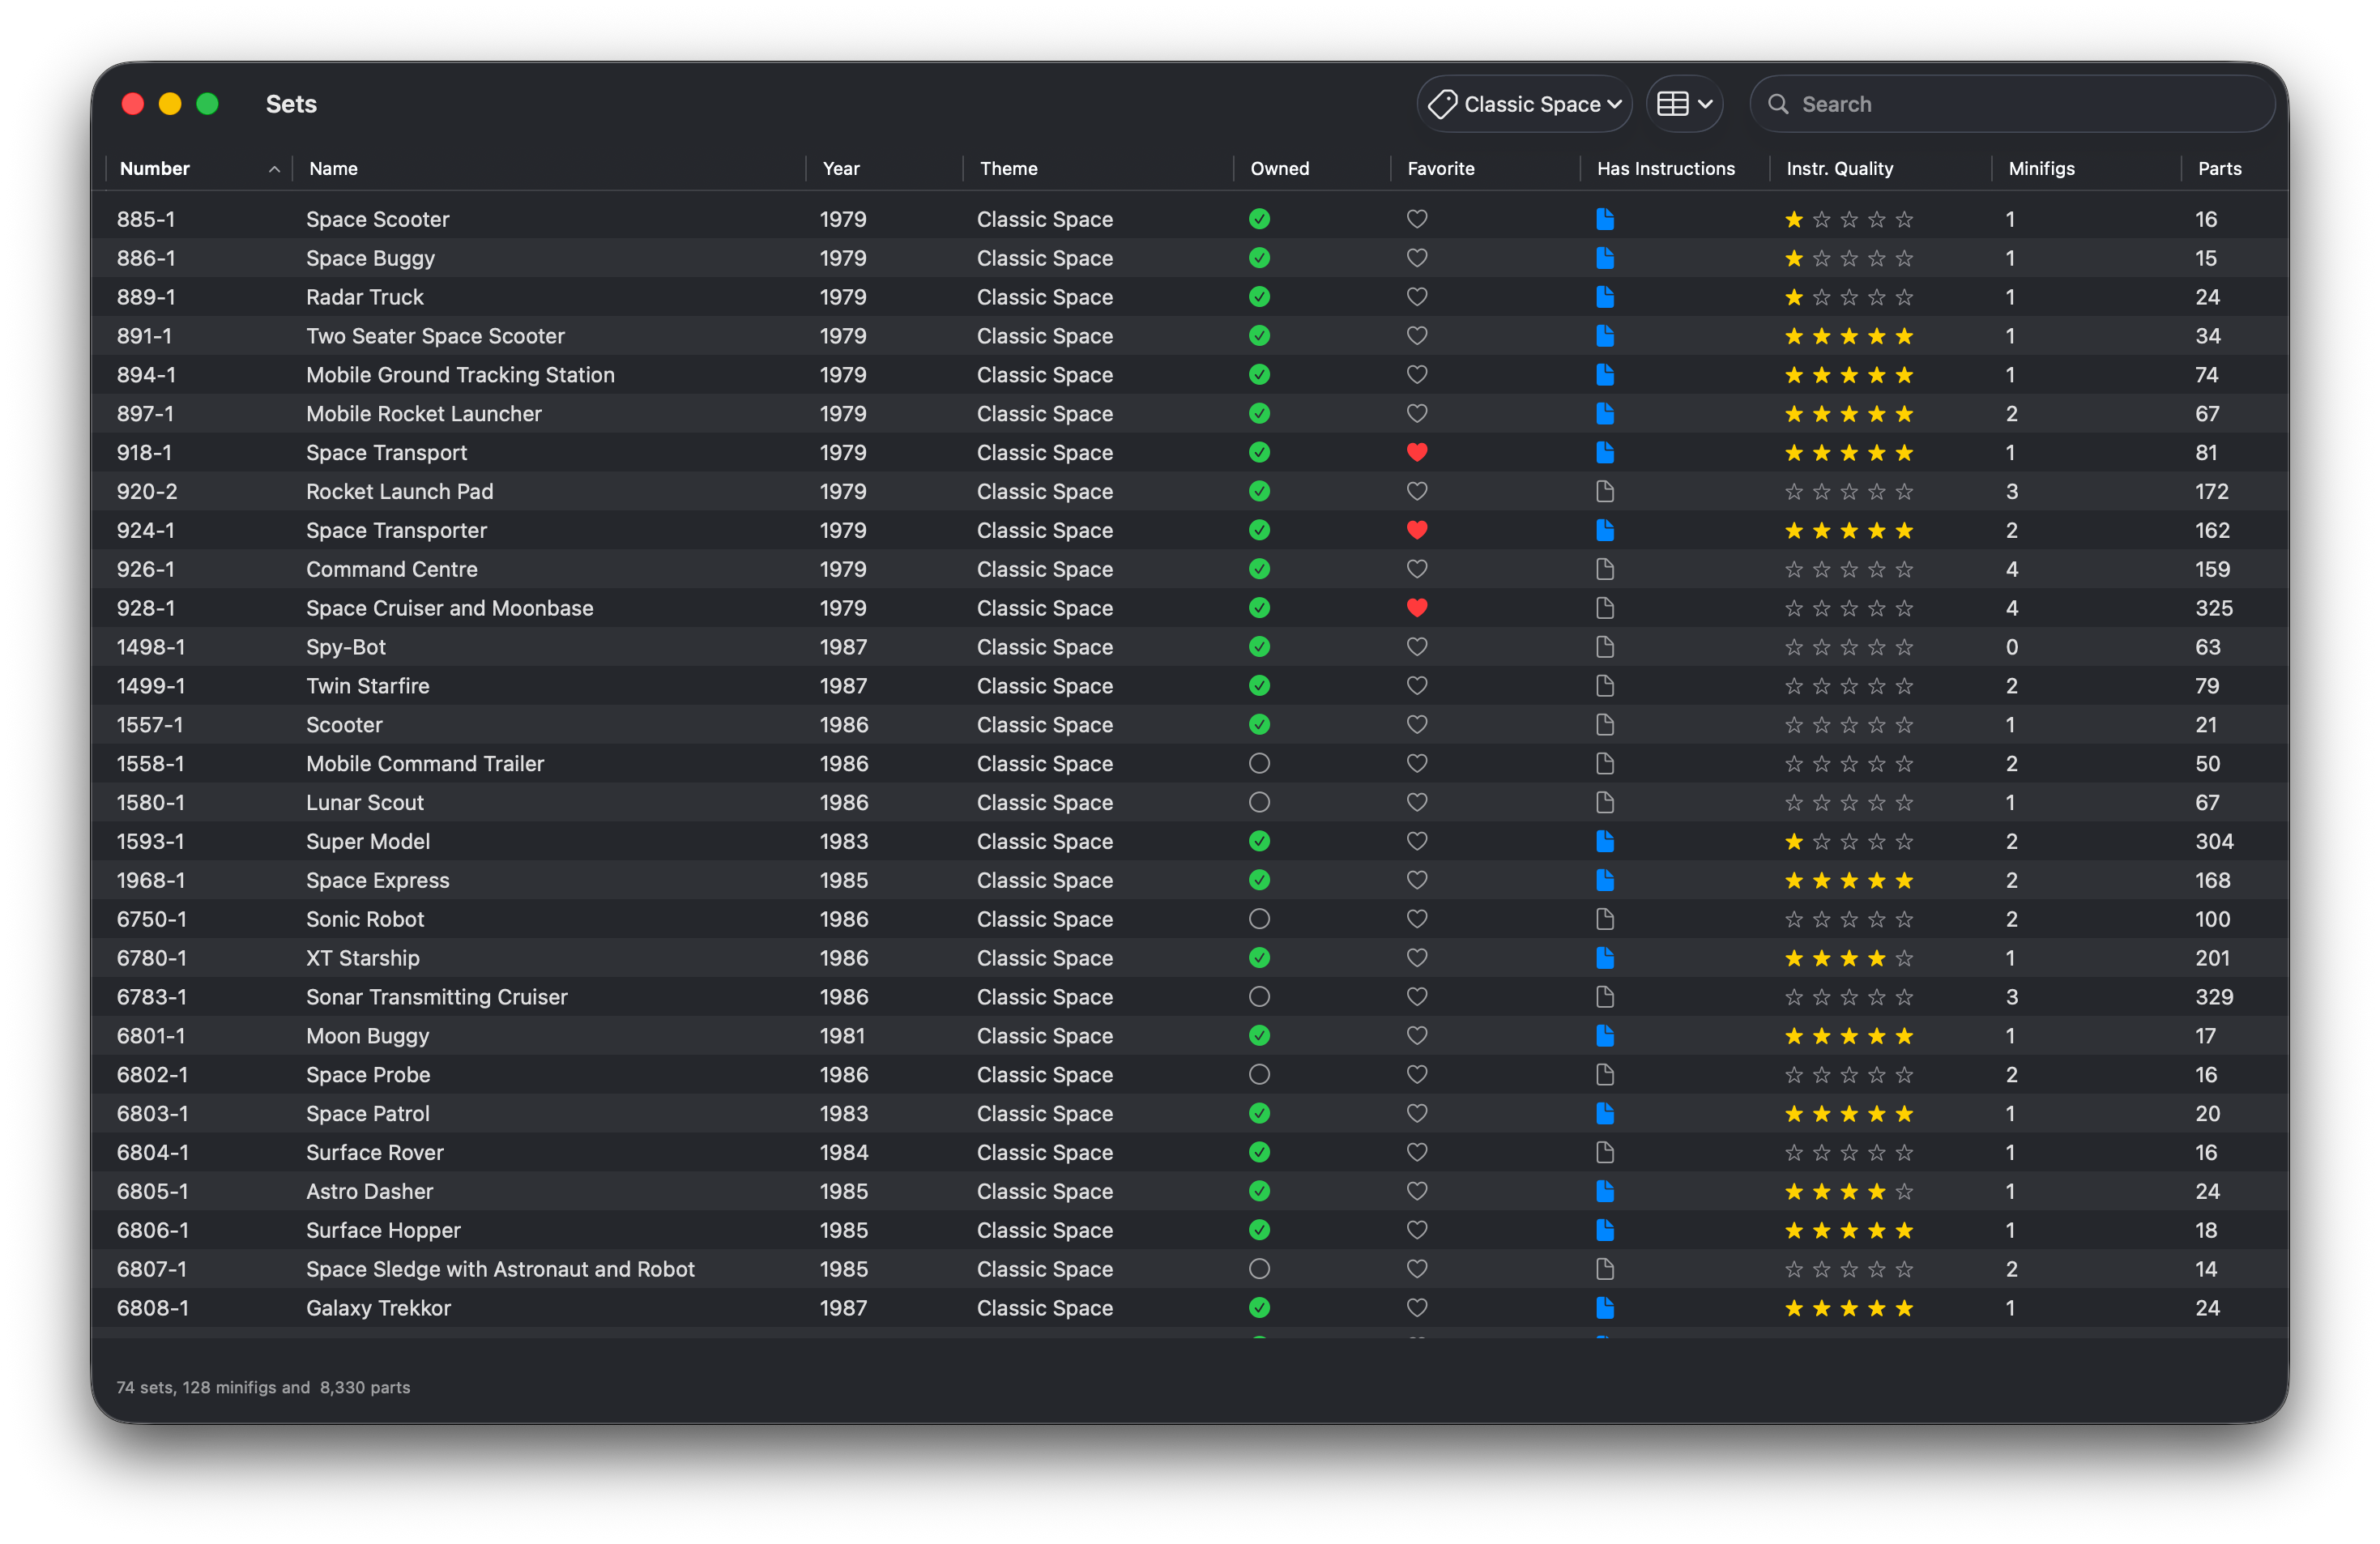 Sets Classic Space Search
Number Name Year Theme Owned Favorite Has Instructions Instr. Quality Minifigs Parts
885-1 Space Scooter 1979 Classic Space 1 16
886-1 Space Buggy 1979 Classic Space 1 15
889-1 Radar Truck 1979 Classic Space 1 24
891-1 Two Seater Space Scooter 1979 Classic Space 1 34
894-1 Mobile Ground Tracking Station 1979 Classic Space 1 74
897-1 Mobile Rocket Launcher 1979 Classic Space 2 67
918-1 Space Transport 1979 Classic Space 1 81
920-2 Rocket Launch Pad 1979 Classic Space 3 172
924-1 Space Transporter 1979 Classic Space 2 162
926-1 Command Centre 1979 Classic Space 4 159
928-1 Space Cruiser and Moonbase 1979 Classic Space 4 325
1498-1 Spy-Bot 1987 Classic Space 0 63
1499-1 Twin Starfire 1987 Classic Space 2 79
1557-1 Scooter 1986 Classic Space 1 21
1558-1 Mobile Command Trailer 1986 Classic Space 2 50
1580-1 Lunar Scout 1986 Classic Space 1 67
1593-1 Super Model 1983 Classic Space 2 304
1968-1 Space Express 1985 Classic Space 2 168
6750-1 Sonic Robot 1986 Classic Space 2 100
6780-1 XT Starship 1986 Classic Space 1 201
6783-1 Sonar Transmitting Cruiser 1986 Classic Space 3 329
6801-1 Moon Buggy 1981 Classic Space 1 17
6802-1 Space Probe 1986 Classic Space 2 16
6803-1 Space Patrol 1983 Classic Space 1 20
6804-1 Surface Rover 1984 Classic Space 1 16
6805-1 Astro Dasher 1985 Classic Space 1 24
6806-1 Surface Hopper 1985 Classic Space 1 18
6807-1 Space Sledge with Astronaut and Robot 1985 Classic Space 2 14
6808-1 Galaxy Trekkor 1987 Classic Space 1 24
74 sets, 128 minifigs and 8,330 parts